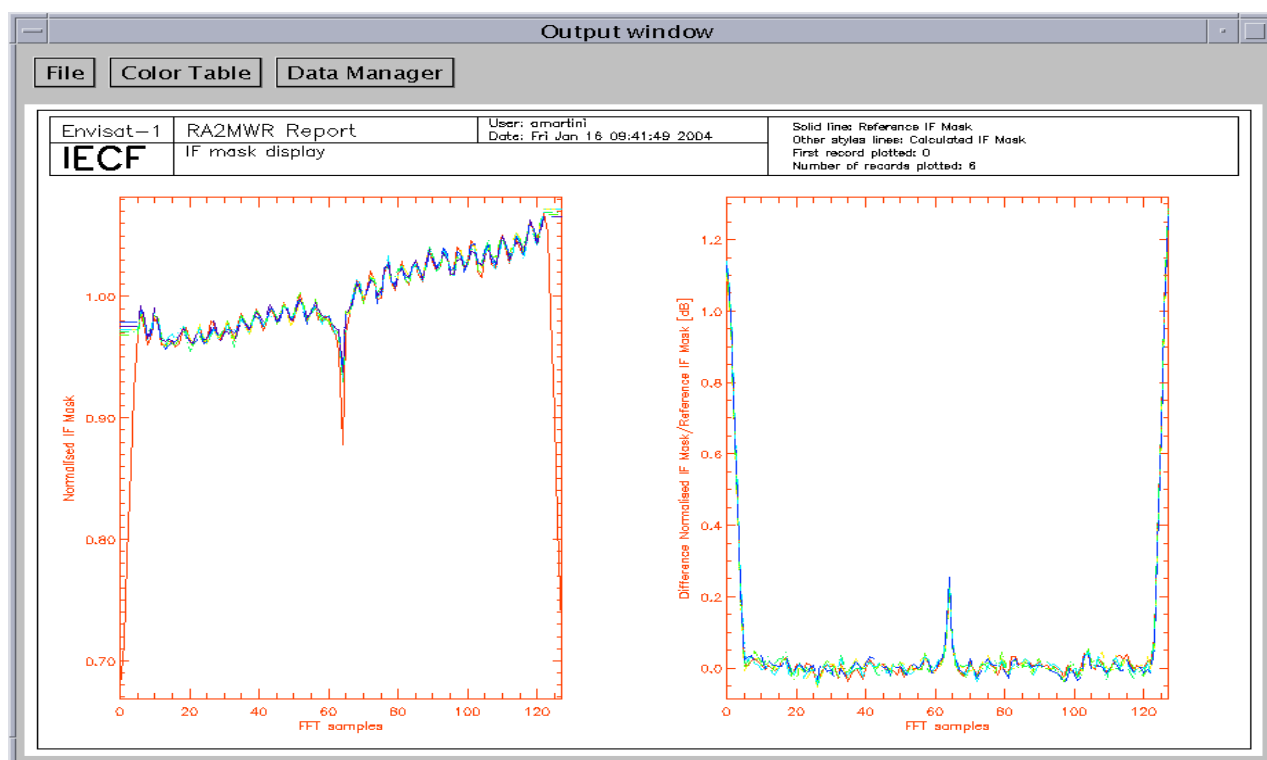 Output window
File Color Table Data Manager
Envisat-1 RA2MWR Report
User: amartini
Date: Fri Jan 16 09:41:49 2004
IECF IF mask display
Solid line: Reference IF Mask
Other styles lines: Calculated IF Mask
First record plotted: 0
Number of records plotted: 6
Normalised IF Mask
1.00
0.90
0.80
0.70
0 20 40 60 80 100 120
FFT samples
Difference Normalised IF Mask/Reference IF Mask [dB]
1.2
1.0
0.8
0.6
0.4
0.2
0.0
0 20 40 60 80 100 120
FFT samples